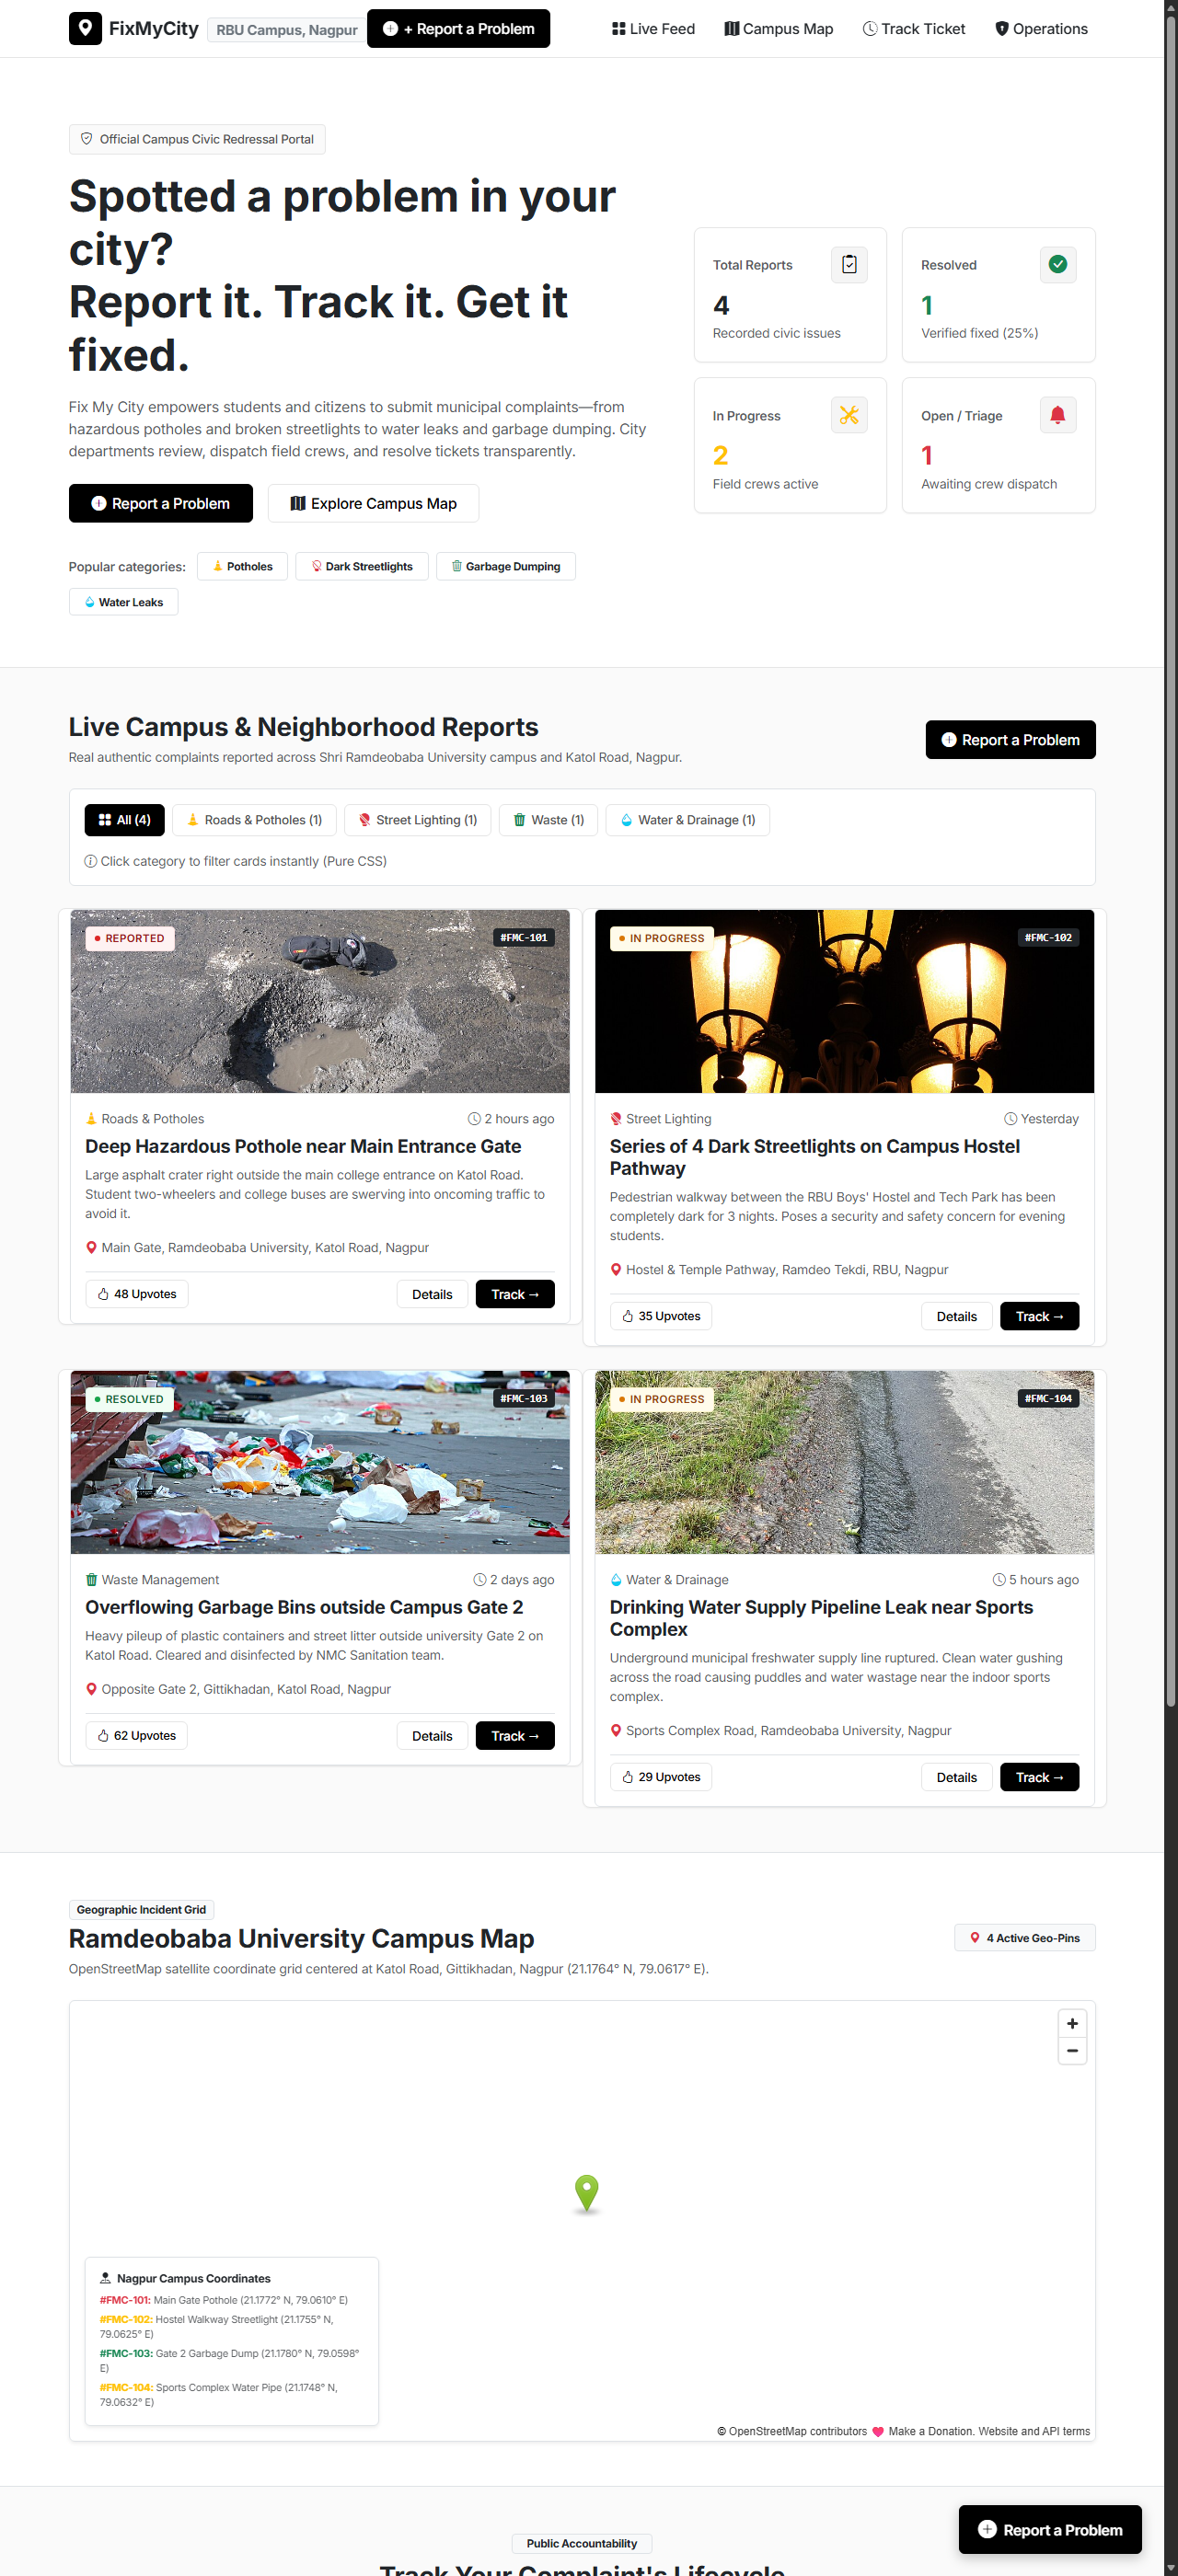 FixMyCity RBU Campus, Nagpur + Report a Problem Live Feed Campus Map Track Ticket Operations
Official Campus Civic Redressal Portal
Spotted a problem in your
city?
Report it. Track it. Get it
fixed.
Fix My City empowers students and citizens to submit municipal complaints—from
hazardous potholes and broken streetlights to water leaks and garbage dumping. City
departments review, dispatch field crews, and resolve tickets transparently.
Report a Problem Explore Campus Map
Popular categories: Potholes Dark Streetlights Garbage Dumping
Water Leaks
Total Reports
4
Recorded civic issues
Resolved
1
Verified fixed (25%)
In Progress
2
Field crews active
Open / Triage
1
Awaiting crew dispatch
Live Campus & Neighborhood Reports
Real authentic complaints reported across Shri Ramdeobaba University campus and Katol Road, Nagpur.
Report a Problem
All (4) Roads & Potholes (1) Street Lighting (1) Waste (1) Water & Drainage (1)
Click category to filter cards instantly (Pure CSS)
REPORTED #FMC-101
Roads & Potholes 2 hours ago
Deep Hazardous Pothole near Main Entrance Gate
Large asphalt crater right outside the main college entrance on Katol Road.
Student two-wheelers and college buses are swerving into oncoming traffic to
avoid it.
Main Gate, Ramdeobaba University, Katol Road, Nagpur
48 Upvotes Details Track →
IN PROGRESS #FMC-102
Street Lighting Yesterday
Series of 4 Dark Streetlights on Campus Hostel
Pathway
Pedestrian walkway between the RBU Boys' Hostel and Tech Park has been
completely dark for 3 nights. Poses a security and safety concern for evening
students.
Hostel & Temple Pathway, Ramdeo Tekdi, RBU, Nagpur
35 Upvotes Details Track →
RESOLVED #FMC-103
Waste Management 2 days ago
Overflowing Garbage Bins outside Campus Gate 2
Heavy pileup of plastic containers and street litter outside university Gate 2 on
Katol Road. Cleared and disinfected by NMC Sanitation team.
Opposite Gate 2, Gittikhadan, Katol Road, Nagpur
62 Upvotes Details Track →
IN PROGRESS #FMC-104
Water & Drainage 5 hours ago
Drinking Water Supply Pipeline Leak near Sports
Complex
Underground municipal freshwater supply line ruptured. Clean water gushing
across the road causing puddles and water wastage near the indoor sports
complex.
Sports Complex Road, Ramdeobaba University, Nagpur
29 Upvotes Details Track →
Geographic Incident Grid
Ramdeobaba University Campus Map
OpenStreetMap satellite coordinate grid centered at Katol Road, Gittikhadan, Nagpur (21.1764° N, 79.0617° E).
4 Active Geo-Pins
+
−
Nagpur Campus Coordinates
#FMC-101: Main Gate Pothole (21.1772° N, 79.0610° E)
#FMC-102: Hostel Walkway Streetlight (21.1755° N,
79.0625° E)
#FMC-103: Gate 2 Garbage Dump (21.1780° N, 79.0598°
E)
#FMC-104: Sports Complex Water Pipe (21.1748° N,
79.0632° E)
© OpenStreetMap contributors ♥ Make a Donation. Website and API terms
Report a Problem
Public Accountability
Track Your Complaint's Lifecycle